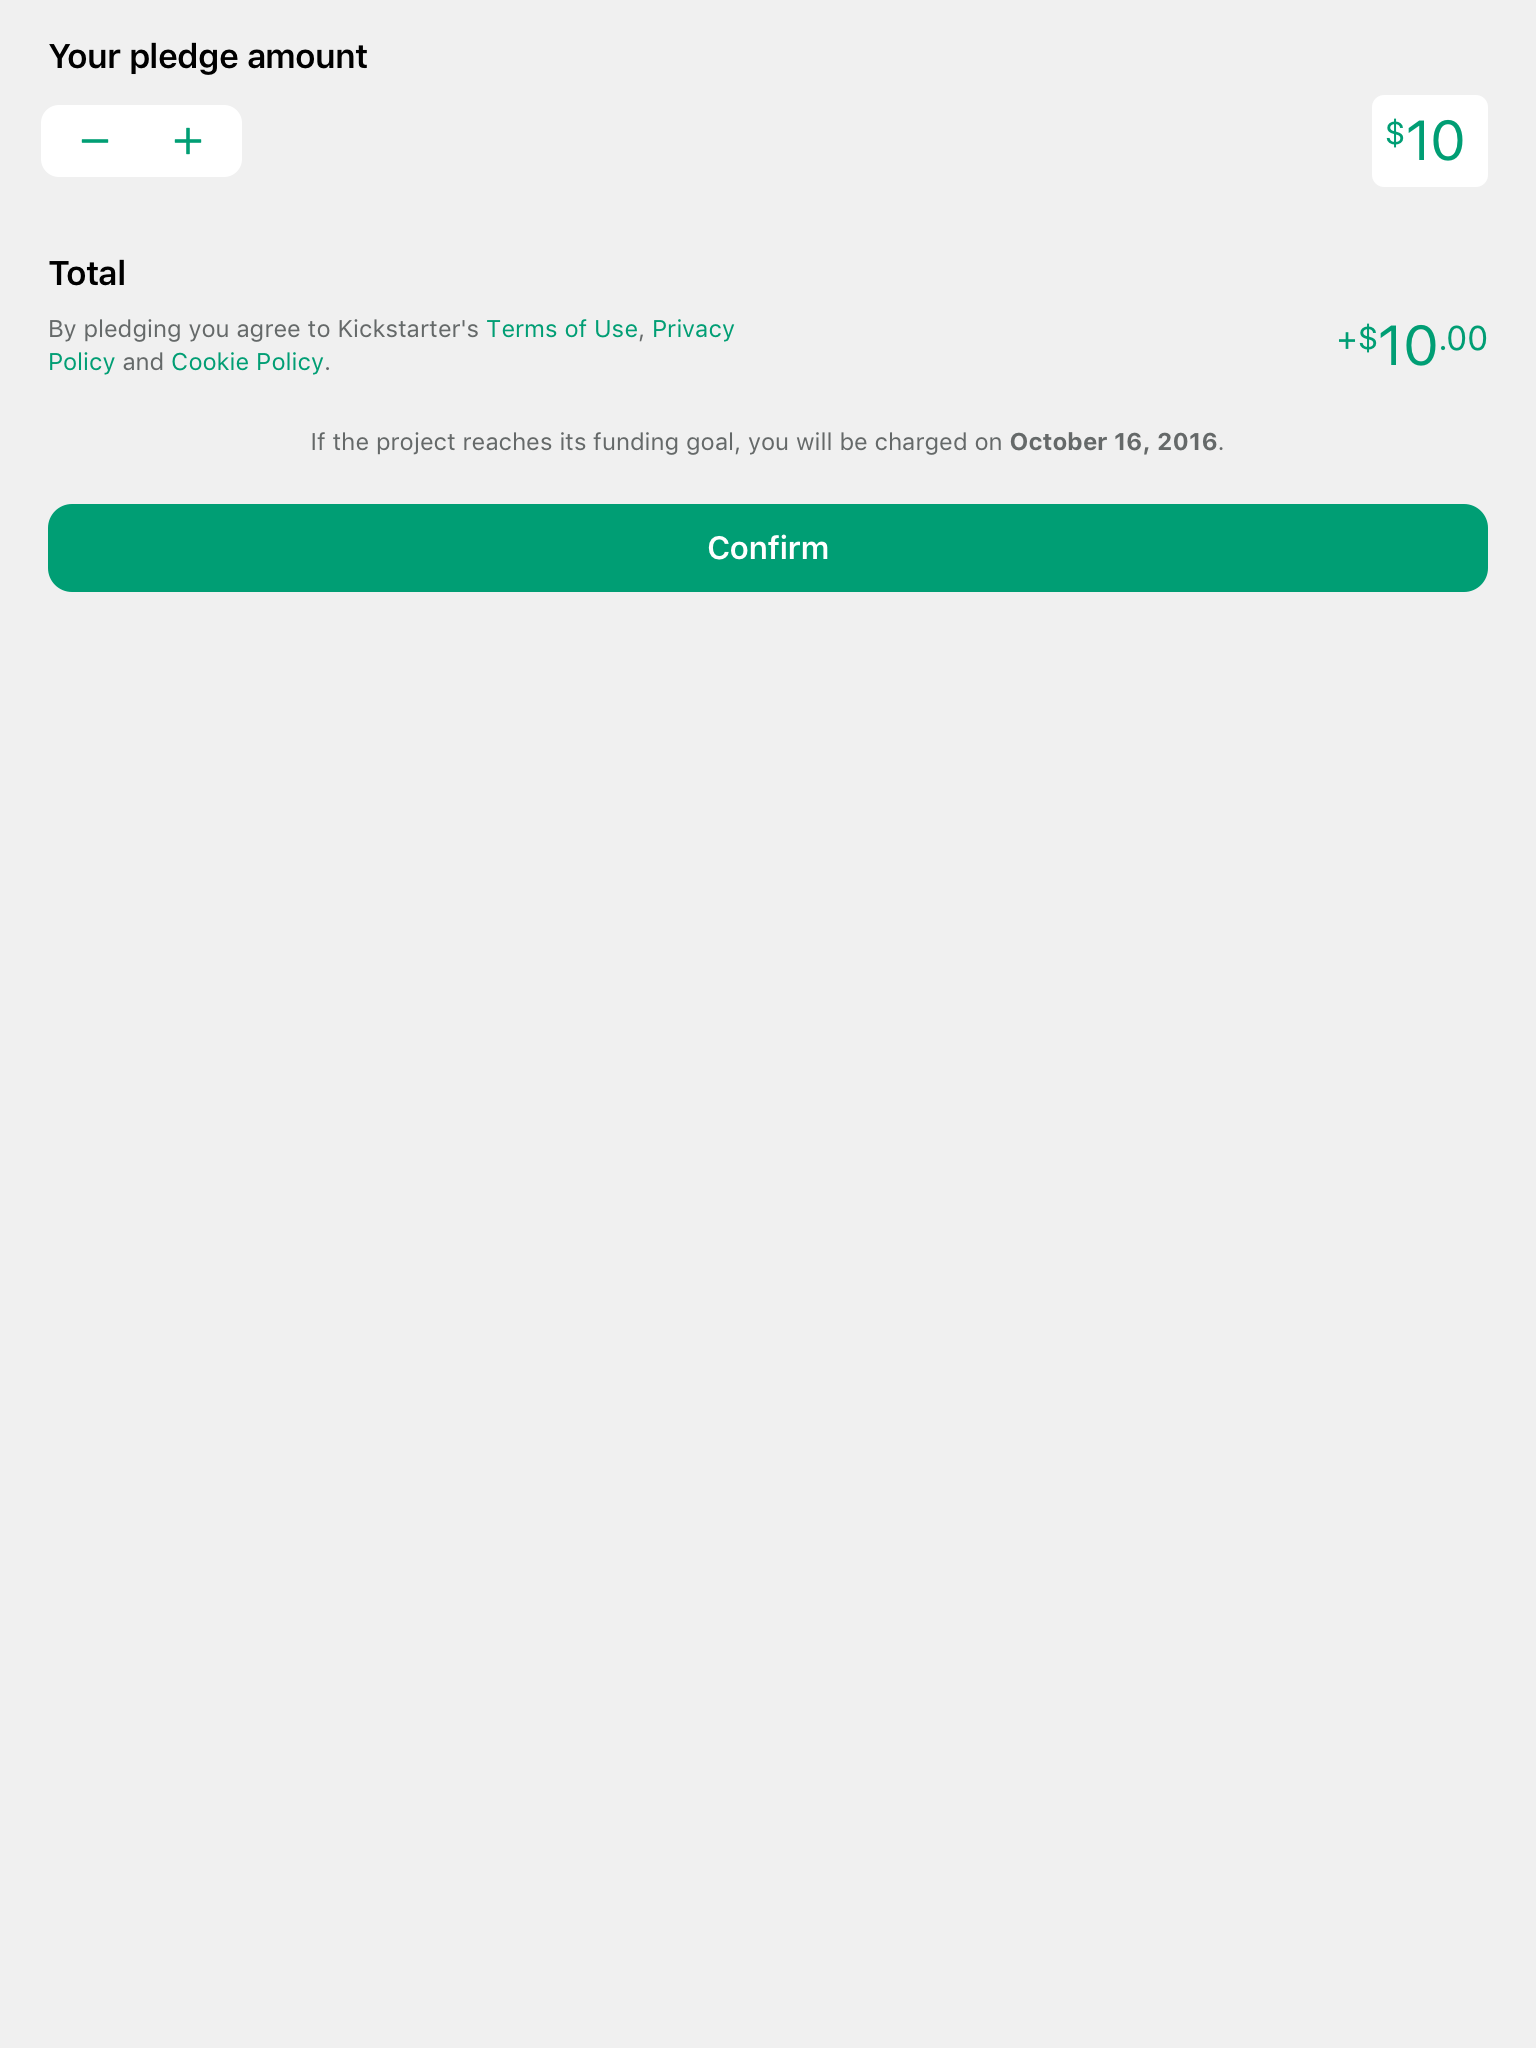 Your pledge amount
− +
$10
Total
By pledging you agree to Kickstarter's Terms of Use, Privacy
Policy and Cookie Policy.
+$10.00
If the project reaches its funding goal, you will be charged on October 16, 2016.
Confirm